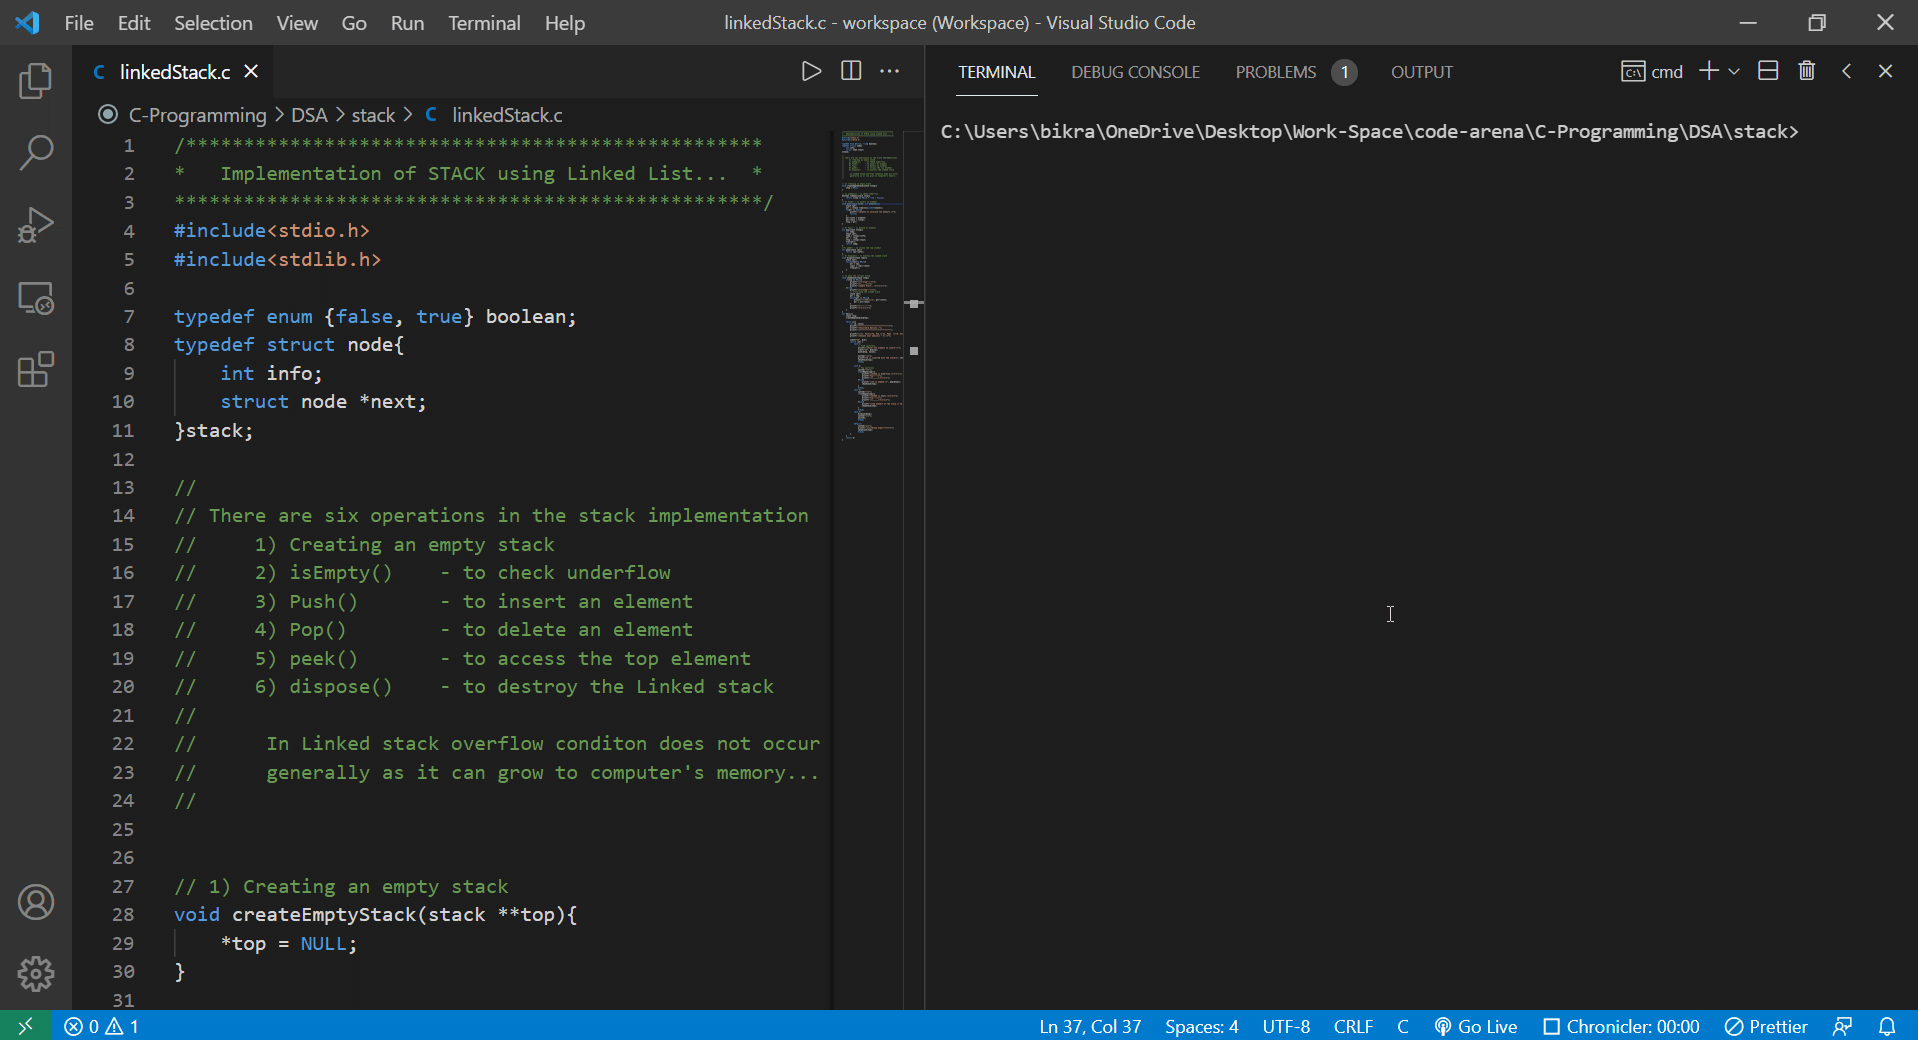 File Edit Selection View Go Run Terminal Help
linkedStack.c - workspace (Workspace) - Visual Studio Code
C linkedStack.c
C-Programming > DSA > stack > C linkedStack.c
1 /**************************************************
2 *   Implementation of STACK using Linked List...  *
3 ***************************************************/
4 #include<stdio.h>
5 #include<stdlib.h>
6
7 typedef enum {false, true} boolean;
8 typedef struct node{
9     int info;
10     struct node *next;
11 }stack;
12
13 //
14 // There are six operations in the stack implementation
15 //     1) Creating an empty stack
16 //     2) isEmpty()    - to check underflow
17 //     3) Push()       - to insert an element
18 //     4) Pop()        - to delete an element
19 //     5) peek()       - to access the top element
20 //     6) dispose()    - to destroy the Linked stack
21 //
22 //      In Linked stack overflow conditon does not occur
23 //      generally as it can grow to computer's memory...
24 //
25
26
27 // 1) Creating an empty stack
28 void createEmptyStack(stack **top){
29     *top = NULL;
30 }
31
TERMINAL DEBUG CONSOLE PROBLEMS 1 OUTPUT
cmd
C:\Users\bikra\OneDrive\Desktop\Work-Space\code-arena\C-Programming\DSA\stack>
0 1
Ln 37, Col 37 Spaces: 4 UTF-8 CRLF C Go Live Chronicler: 00:00 Prettier